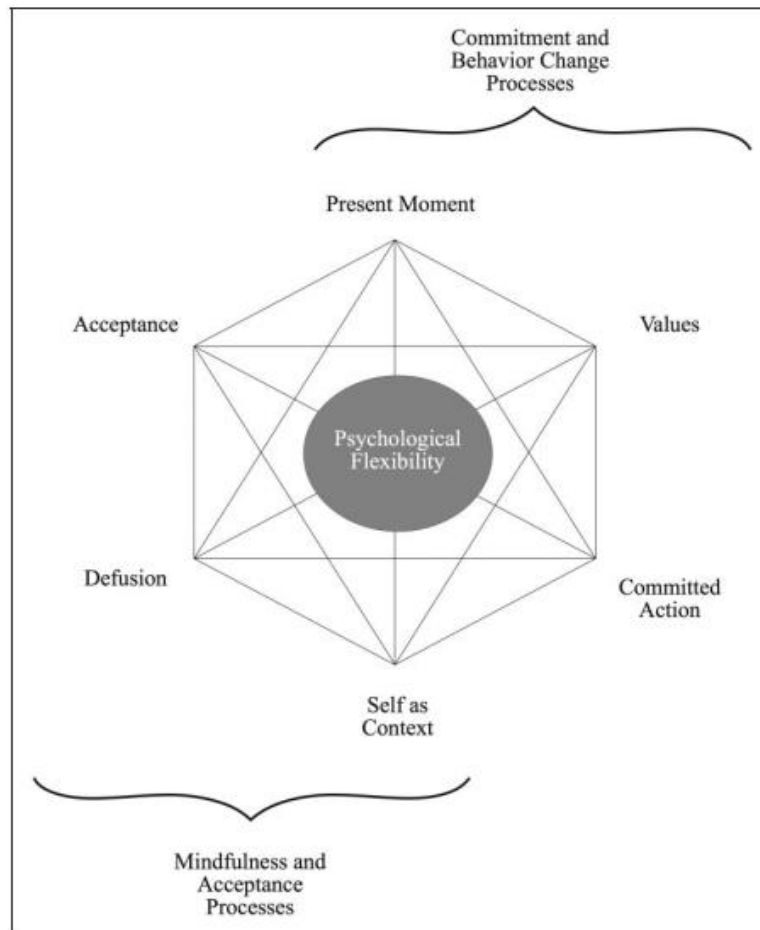 Commitment and
Behavior Change
Processes
Present Moment
Acceptance
Values
Psychological
Flexibility
Defusion
Committed
Action
Self as
Context
Mindfulness and
Acceptance
Processes